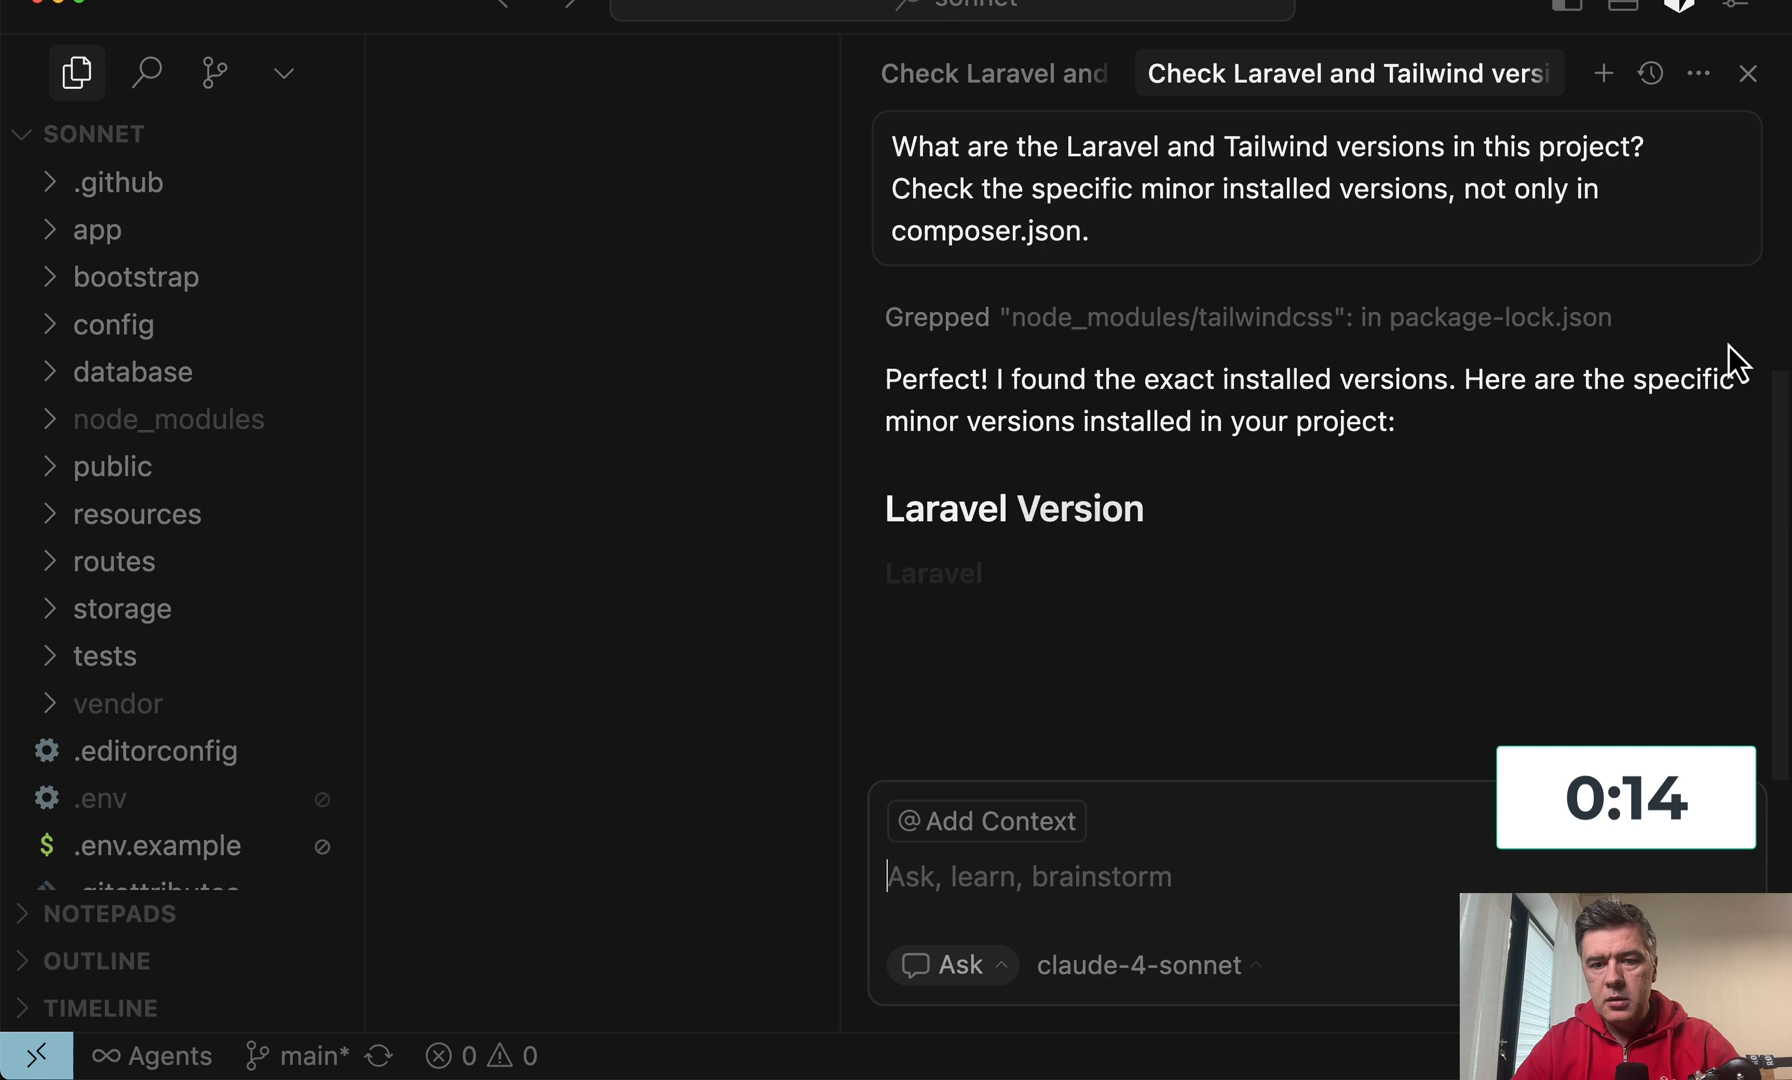 sonnet
SONNET
.github
app
bootstrap
config
database
node_modules
public
resources
routes
storage
tests
vendor
.editorconfig
.env
.env.example
.gitattributes
NOTEPADS
OUTLINE
TIMELINE
Agents
main*
0
0
Check Laravel and
Check Laravel and Tailwind versi
What are the Laravel and Tailwind versions in this project?
Check the specific minor installed versions, not only in
composer.json.
Grepped "node_modules/tailwindcss": in package-lock.json
Perfect! I found the exact installed versions. Here are the specific
minor versions installed in your project:
Laravel Version
Laravel
0:14
@ Add Context
Ask, learn, brainstorm
Ask
claude-4-sonnet